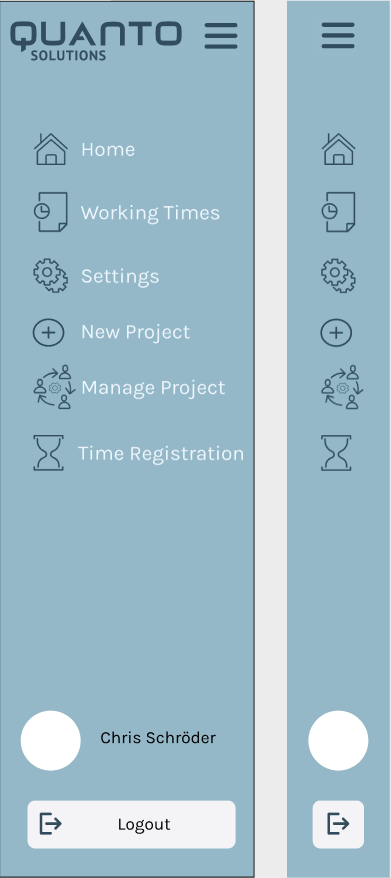 QUANTO
SOLUTIONS
Home
Working Times
Settings
New Project
Manage Project
Time Registration
Chris Schröder
Logout